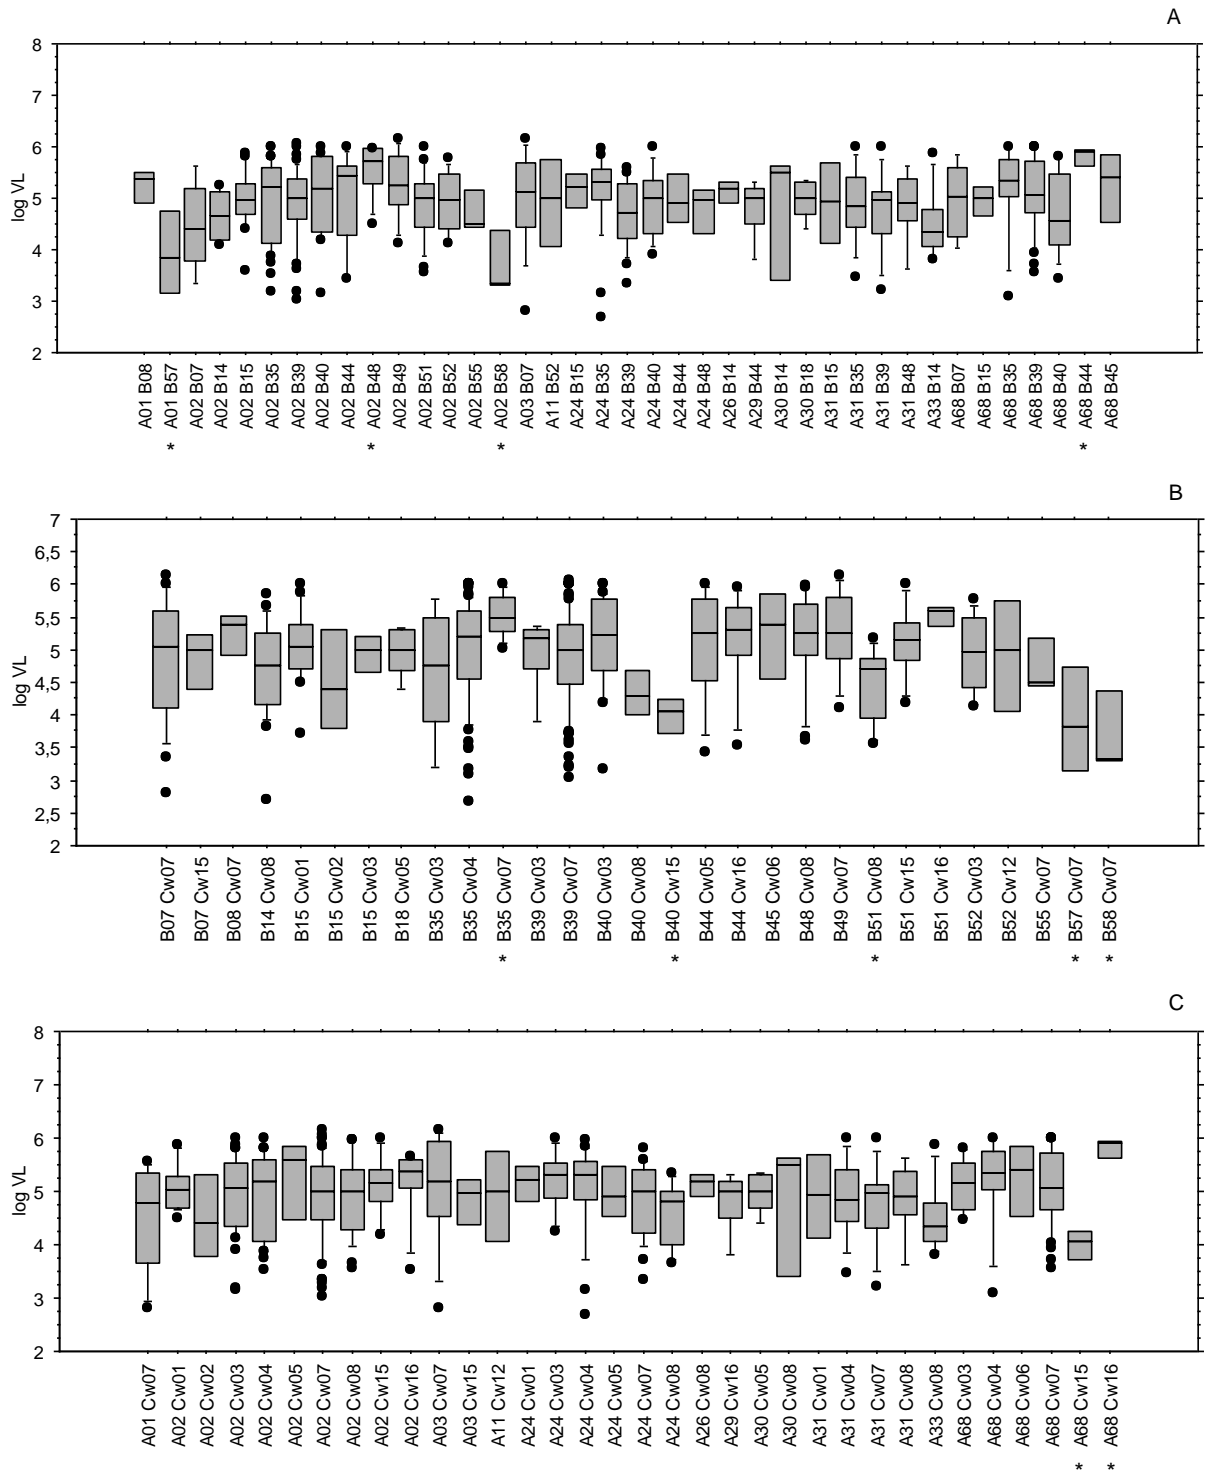 A
8
7
6
5
4
3
2
log VL
A01 B08
A01 B57
A02 B07
A02 B14
A02 B15
A02 B35
A02 B39
A02 B40
A02 B44
A02 B48
A02 B49
A02 B51
A02 B52
A02 B55
A02 B58
A03 B07
A11 B52
A24 B15
A24 B35
A24 B39
A24 B40
A24 B44
A24 B48
A26 B14
A29 B44
A30 B14
A30 B18
A31 B15
A31 B35
A31 B39
A31 B48
A33 B14
A68 B07
A68 B15
A68 B35
A68 B39
A68 B40
A68 B44
A68 B45
* * * *
B
7
6,5
6
5,5
5
4,5
4
3,5
3
2,5
2
log VL
B07 Cw07
B07 Cw15
B08 Cw07
B14 Cw08
B15 Cw01
B15 Cw02
B15 Cw03
B18 Cw05
B35 Cw03
B35 Cw04
B35 Cw07
B39 Cw03
B39 Cw07
B40 Cw03
B40 Cw08
B40 Cw15
B44 Cw05
B44 Cw16
B45 Cw06
B48 Cw08
B49 Cw07
B51 Cw08
B51 Cw15
B51 Cw16
B52 Cw03
B52 Cw12
B55 Cw07
B57 Cw07
B58 Cw07
* * * * *
C
8
7
6
5
4
3
2
log VL
A01 Cw07
A02 Cw01
A02 Cw02
A02 Cw03
A02 Cw04
A02 Cw05
A02 Cw07
A02 Cw08
A02 Cw15
A02 Cw16
A03 Cw07
A03 Cw15
A11 Cw12
A24 Cw01
A24 Cw03
A24 Cw04
A24 Cw05
A24 Cw07
A24 Cw08
A26 Cw08
A29 Cw16
A30 Cw05
A30 Cw08
A31 Cw01
A31 Cw04
A31 Cw07
A31 Cw08
A33 Cw08
A68 Cw03
A68 Cw04
A68 Cw06
A68 Cw07
A68 Cw15
A68 Cw16
* *